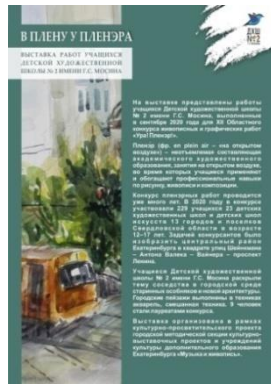 В ПЛЕНУ У ПЛЕНЭРА
ВЫСТАВКА РАБОТ УЧАЩИХСЯ
ДЕТСКОЙ ХУДОЖЕСТВЕННОЙ
ШКОЛЫ № 2 ИМЕНИ Г.С. МОСИНА
На выставке представлены работы
учащихся Детской художественной школы
№ 2 имени Г.С. Мосина, выполненные
в сентябре 2020 года для XII Областного
конкурса живописных и графических работ
«Ура! Пленэр!».
Пленэр (фр. en plein air – «на открытом
воздухе») – неотъемлемая составляющая
академического художественного
образования, занятия на открытом воздухе,
во время которых учащиеся применяют
и обогащают профессиональные навыки
по рисунку, живописи и композиции.
Конкурс пленэрных работ проводится
уже много лет. В 2020 году в конкурсе
участвовали 229 учащихся 23 детских
художественных школ и детских школ
искусств 13 городов и поселков
Свердловской области в возрасте
12–17 лет. Задачей конкурсантов было
изобразить центральный район
Екатеринбурга в квадрате улиц Шейнкмана
– Антона Валека – Вайнера – проспект
Ленина.
Учащиеся Детской художественной
школы № 2 имени Г.С. Мосина раскрыли
тему соседства в городской среде
старинных особняков и новой архитектуры.
Городские пейзажи выполнены в техниках
акварель, смешанная техника. 9 человек
стали лауреатами конкурса.
Выставка организована в рамках
культурно-просветительского проекта
городской методической секции культурно-
выставочных проектов и учреждений
культуры дополнительного образования
Екатеринбурга «Музыка и живопись».